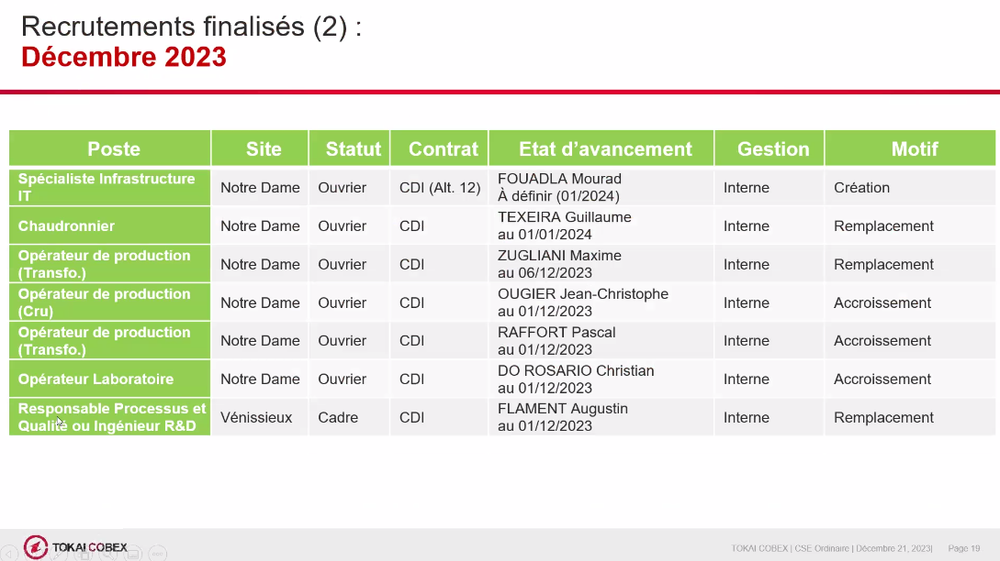 Recrutements finalisés (2) :
Décembre 2023
Poste Site Statut Contrat Etat d’avancement Gestion Motif
Spécialiste Infrastructure IT Notre Dame Ouvrier CDI (Alt. 12) FOUADLA Mourad À définir (01/2024) Interne Création
Chaudronnier Notre Dame Ouvrier CDI TEXEIRA Guillaume au 01/01/2024 Interne Remplacement
Opérateur de production (Transfo.) Notre Dame Ouvrier CDI ZUGLIANI Maxime au 06/12/2023 Interne Remplacement
Opérateur de production (Cru) Notre Dame Ouvrier CDI OUGIER Jean-Christophe au 01/12/2023 Interne Accroissement
Opérateur de production (Transfo.) Notre Dame Ouvrier CDI RAFFORT Pascal au 01/12/2023 Interne Accroissement
Opérateur Laboratoire Notre Dame Ouvrier CDI DO ROSARIO Christian au 01/12/2023 Interne Accroissement
Responsable Processus et Qualité ou Ingénieur R&D Vénissieux Cadre CDI FLAMENT Augustin au 01/12/2023 Interne Remplacement
TOKAI COBEX
TOKAI COBEX | CSE Ordinaire | Décembre 21, 2023| Page 19